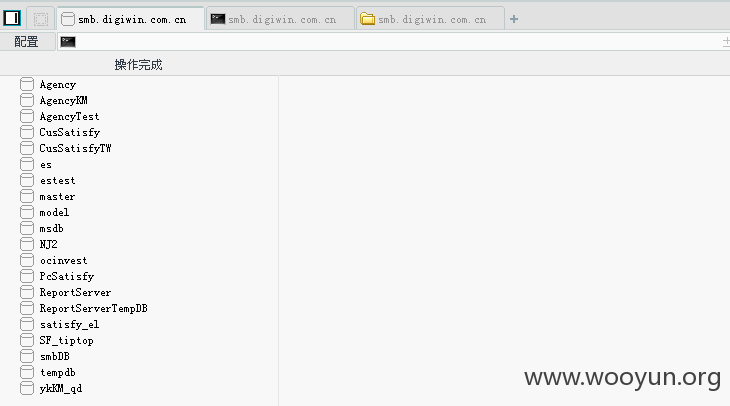 smb.digiwin.com.cn smb.digiwin.com.cn smb.digiwin.com.cn +
配置
操作完成
Agency
AgencyKM
AgencyTest
CusSatisfy
CusSatisfyTW
es
estest
master
model
msdb
NJ2
ocinvest
PcSatisfy
ReportServer
ReportServerTempDB
satisfy_el
SF_tiptop
smbDB
tempdb
ykKM_qd
www.wooyun.org